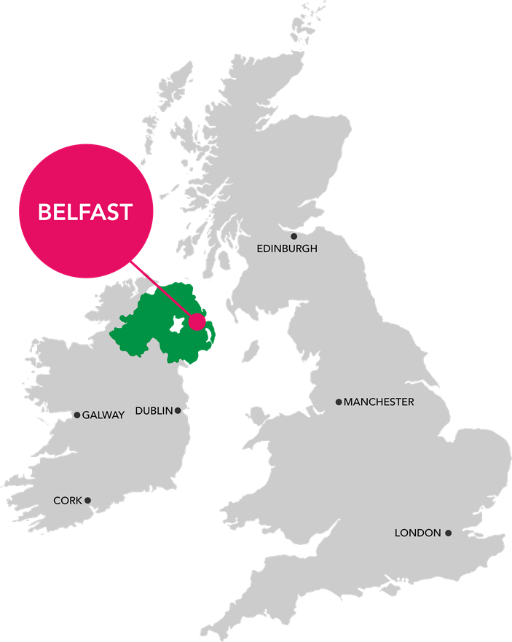 BELFAST
EDINBURGH
MANCHESTER
DUBLIN
GALWAY
CORK
LONDON